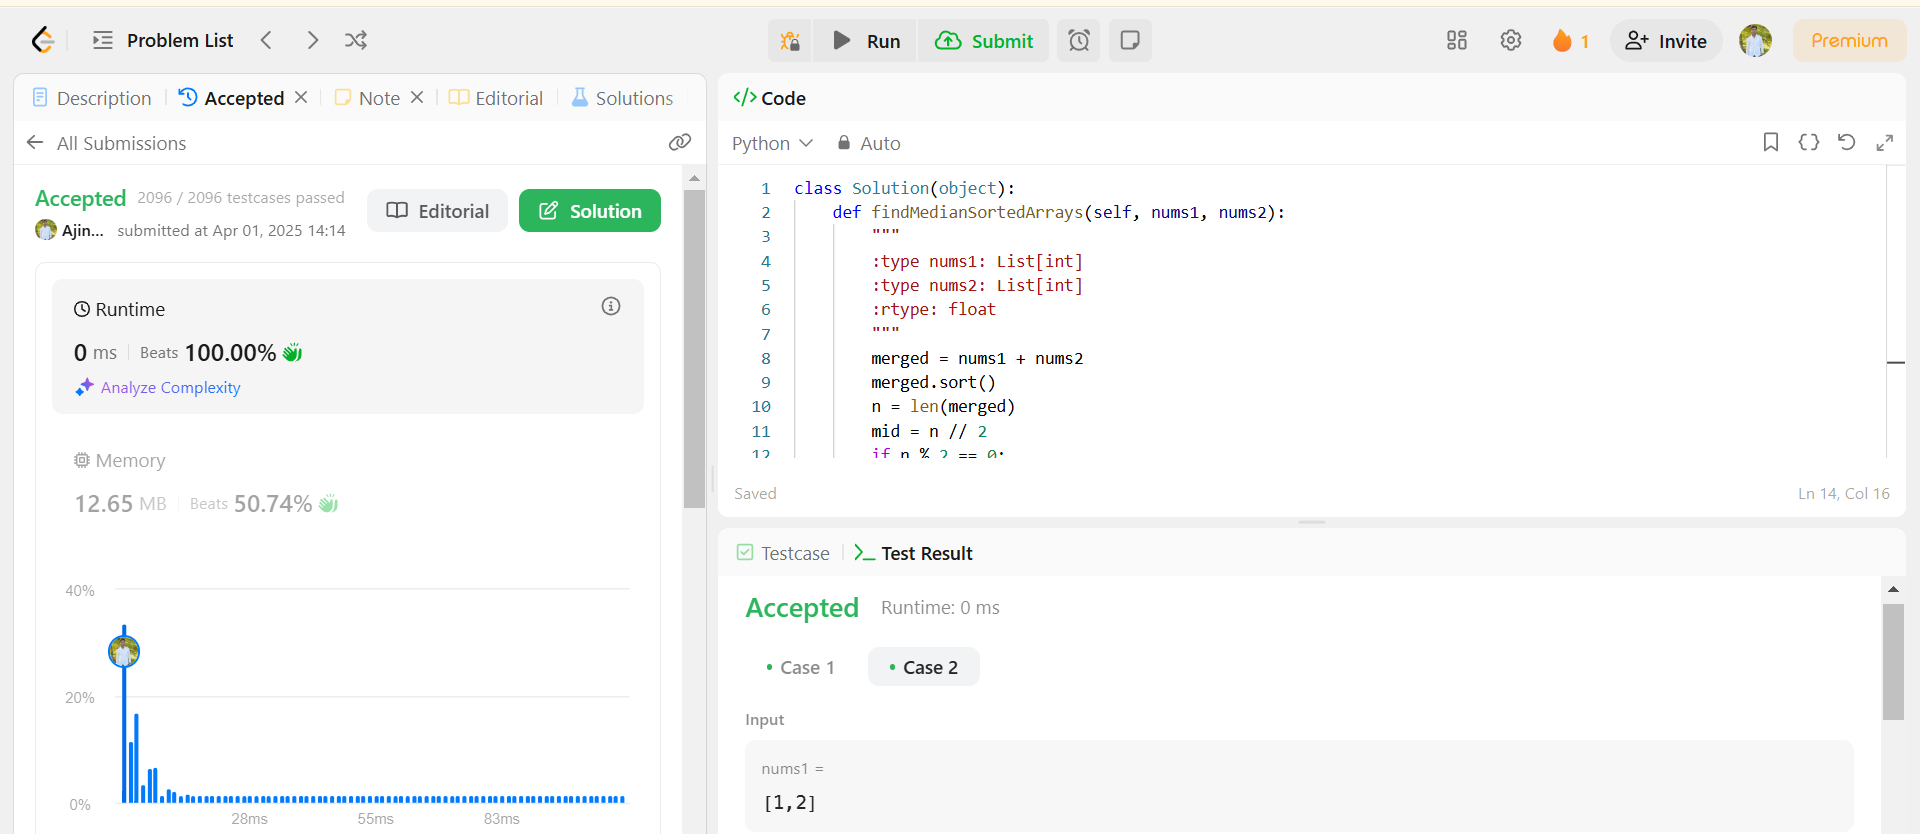 Problem List
Run
Submit
1
Invite
Premium
Description
Accepted
Note
Editorial
Solutions
All Submissions
Accepted
2096 / 2096 testcases passed
Ajin...
submitted at Apr 01, 2025 14:14
Editorial
Solution
Runtime
0 ms
Beats 100.00%
Analyze Complexity
Memory
12.65 MB
Beats 50.74%
40%
20%
0%
28ms
55ms
83ms
</> Code
Python
Auto
1 class Solution(object):
2 def findMedianSortedArrays(self, nums1, nums2):
3 """
4 :type nums1: List[int]
5 :type nums2: List[int]
6 :rtype: float
7 """
8 merged = nums1 + nums2
9 merged.sort()
10 n = len(merged)
11 mid = n // 2
12 if n % 2 == 0:
Saved
Ln 14, Col 16
Testcase
Test Result
Accepted
Runtime: 0 ms
Case 1
Case 2
Input
nums1 =
[1,2]